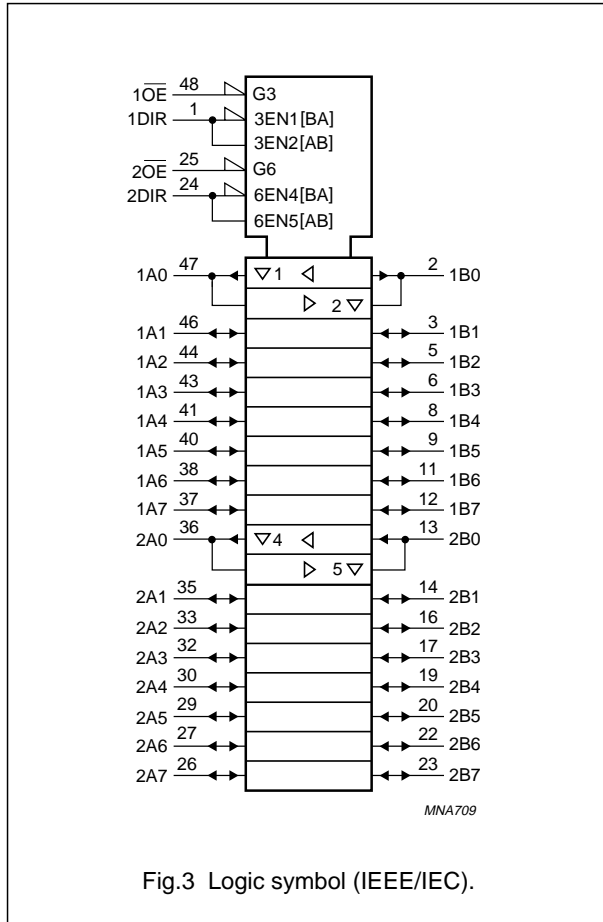 1OE 48 G3
1DIR 1 3EN1[BA]
3EN2[AB]
2OE 25 G6
2DIR 24 6EN4[BA]
6EN5[AB]
1A0 47 1 2 1B0
2
1A1 46 3 1B1
1A2 44 5 1B2
1A3 43 6 1B3
1A4 41 8 1B4
1A5 40 9 1B5
1A6 38 11 1B6
1A7 37 12 1B7
2A0 36 4 13 2B0
5
2A1 35 14 2B1
2A2 33 16 2B2
2A3 32 17 2B3
2A4 30 19 2B4
2A5 29 20 2B5
2A6 27 22 2B6
2A7 26 23 2B7
MNA709
Fig.3 Logic symbol (IEEE/IEC).